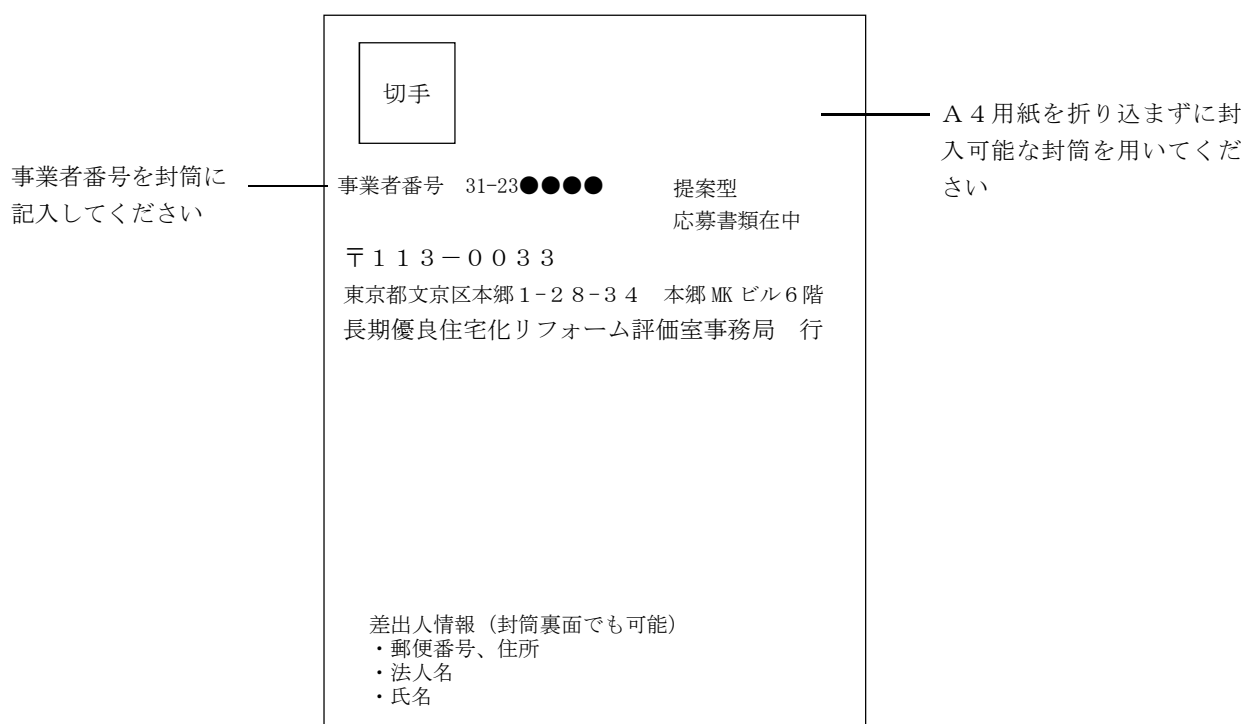 切手
A4用紙を折り込まずに封
入可能な封筒を用いてくだ
さい
事業者番号を封筒に
記入してください
事業者番号 31-23●●●●
提案型
応募書類在中
〒113-0033
東京都文京区本郷1-28-34 本郷MKビル6階
長期優良住宅化リフォーム評価室事務局 行
差出人情報（封筒裏面でも可能）
・郵便番号、住所
・法人名
・氏名